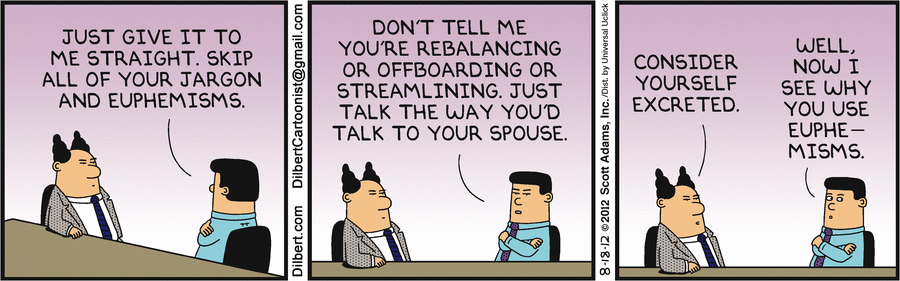 JUST GIVE IT TO
ME STRAIGHT. SKIP
ALL OF YOUR JARGON
AND EUPHEMISMS.
Dilbert.com DilbertCartoonist@gmail.com
DON'T TELL ME
YOU'RE REBALANCING
OR OFFBOARDING OR
STREAMLINING. JUST
TALK THE WAY YOU'D
TALK TO YOUR SPOUSE.
8-18-12 © 2012 Scott Adams, Inc. /Dist. by Universal Uclick
CONSIDER
YOURSELF
EXCRETED.
WELL,
NOW I
SEE WHY
YOU USE
EUPHE-
MISMS.